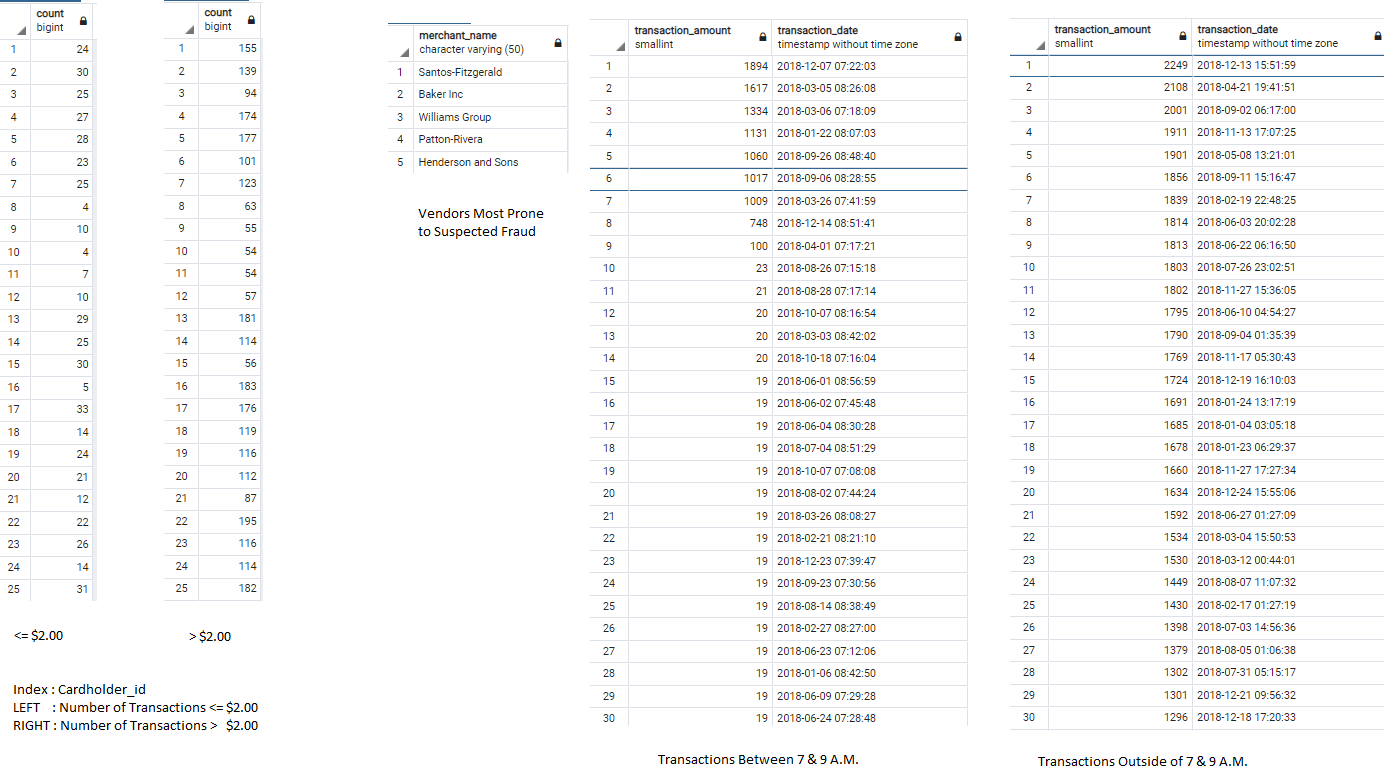 count
bigint
1 24
2 30
3 25
4 27
5 28
6 23
7 25
8 4
9 10
10 4
11 7
12 10
13 29
14 25
15 30
16 5
17 33
18 14
19 24
20 21
21 12
22 22
23 26
24 14
25 31
<= $2.00
count
bigint
1 155
2 139
3 94
4 174
5 177
6 101
7 123
8 63
9 55
10 54
11 54
12 57
13 181
14 114
15 56
16 183
17 176
18 119
19 116
20 112
21 87
22 195
23 116
24 114
25 182
> $2.00
Index : Cardholder_id
LEFT : Number of Transactions <= $2.00
RIGHT : Number of Transactions > $2.00
merchant_name
character varying (50)
1 Santos-Fitzgerald
2 Baker Inc
3 Williams Group
4 Patton-Rivera
5 Henderson and Sons
Vendors Most Prone
to Suspected Fraud
transaction_amount transaction_date
smallint timestamp without time zone
1 1894 2018-12-07 07:22:03
2 1617 2018-03-05 08:26:08
3 1334 2018-03-06 07:18:09
4 1131 2018-01-22 08:07:03
5 1060 2018-09-26 08:48:40
6 1017 2018-09-06 08:28:55
7 1009 2018-03-26 07:41:59
8 748 2018-12-14 08:51:41
9 100 2018-04-01 07:17:21
10 23 2018-08-26 07:15:18
11 21 2018-08-28 07:17:14
12 20 2018-10-07 08:16:54
13 20 2018-03-03 08:42:02
14 20 2018-10-18 07:16:04
15 19 2018-06-01 08:56:59
16 19 2018-06-02 07:45:48
17 19 2018-06-04 08:30:28
18 19 2018-07-04 08:51:29
19 19 2018-10-07 07:08:08
20 19 2018-08-02 07:44:24
21 19 2018-03-26 08:08:27
22 19 2018-02-21 08:21:10
23 19 2018-12-23 07:39:47
24 19 2018-09-23 07:30:56
25 19 2018-08-14 08:38:49
26 19 2018-02-27 08:27:00
27 19 2018-06-23 07:12:06
28 19 2018-01-06 08:42:50
29 19 2018-06-09 07:29:28
30 19 2018-06-24 07:28:48
Transactions Between 7 & 9 A.M.
transaction_amount transaction_date
smallint timestamp without time zone
1 2249 2018-12-13 15:51:59
2 2108 2018-04-21 19:41:51
3 2001 2018-09-02 06:17:00
4 1911 2018-11-13 17:07:25
5 1901 2018-05-08 13:21:01
6 1856 2018-09-11 15:16:47
7 1839 2018-02-19 22:48:25
8 1814 2018-06-03 20:02:28
9 1813 2018-06-22 06:16:50
10 1803 2018-07-26 23:02:51
11 1802 2018-11-27 15:36:05
12 1795 2018-06-10 04:54:27
13 1790 2018-09-04 01:35:39
14 1769 2018-11-17 05:30:43
15 1724 2018-12-19 16:10:03
16 1691 2018-01-24 13:17:19
17 1685 2018-01-04 03:05:18
18 1678 2018-01-23 06:29:37
19 1660 2018-11-27 17:27:34
20 1634 2018-12-24 15:55:06
21 1592 2018-06-27 01:27:09
22 1534 2018-03-04 15:50:53
23 1530 2018-03-12 00:44:01
24 1449 2018-08-07 11:07:32
25 1430 2018-02-17 01:27:19
26 1398 2018-07-03 14:56:36
27 1379 2018-08-05 01:06:38
28 1302 2018-07-31 05:15:17
29 1301 2018-12-21 09:56:32
30 1296 2018-12-18 17:20:33
Transactions Outside of 7 & 9 A.M.